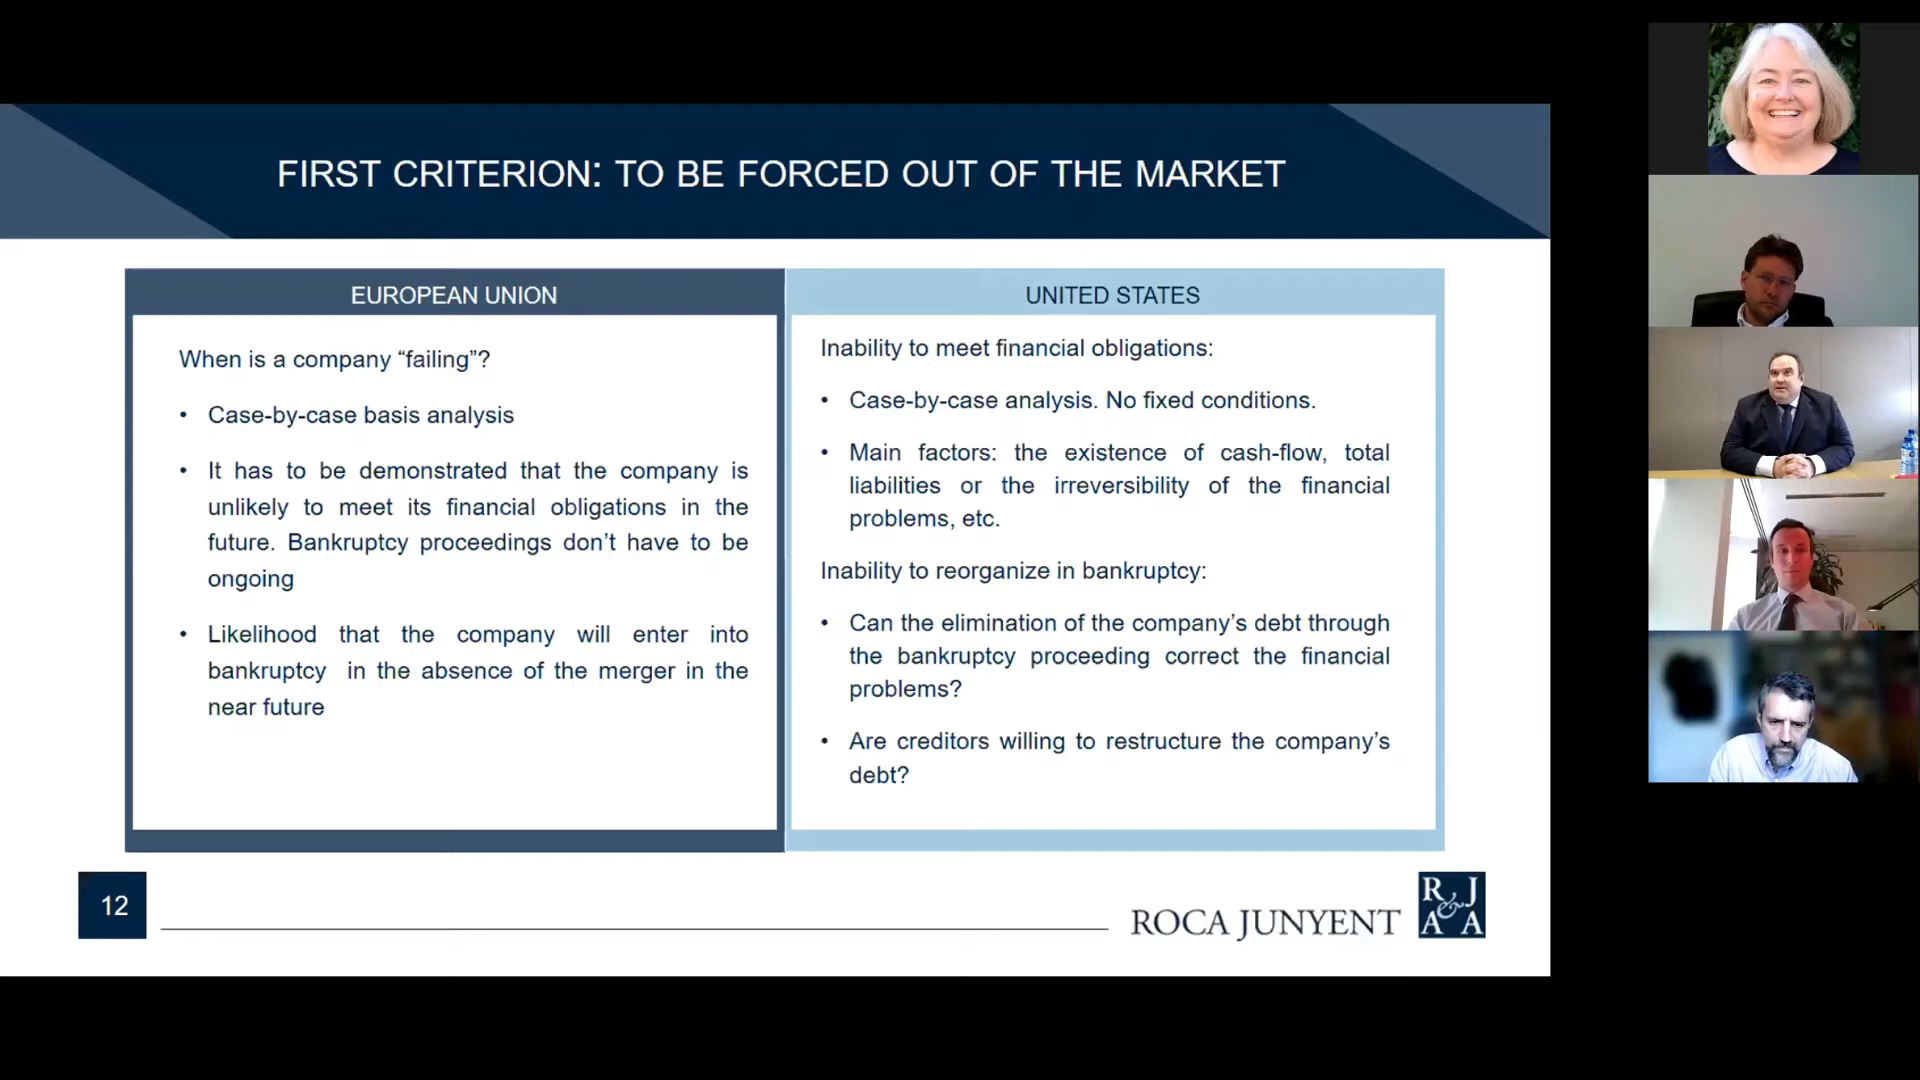 FIRST CRITERION: TO BE FORCED OUT OF THE MARKET
EUROPEAN UNION
When is a company “failing”?
• Case-by-case basis analysis
• It has to be demonstrated that the company is
unlikely to meet its financial obligations in the
future. Bankruptcy proceedings don’t have to be
ongoing
• Likelihood that the company will enter into
bankruptcy in the absence of the merger in the
near future
UNITED STATES
Inability to meet financial obligations:
• Case-by-case analysis. No fixed conditions.
• Main factors: the existence of cash-flow, total
liabilities or the irreversibility of the financial
problems, etc.
Inability to reorganize in bankruptcy:
• Can the elimination of the company’s debt through
the bankruptcy proceeding correct the financial
problems?
• Are creditors willing to restructure the company’s
debt?
12
ROCA JUNYENT
R J
&
A A